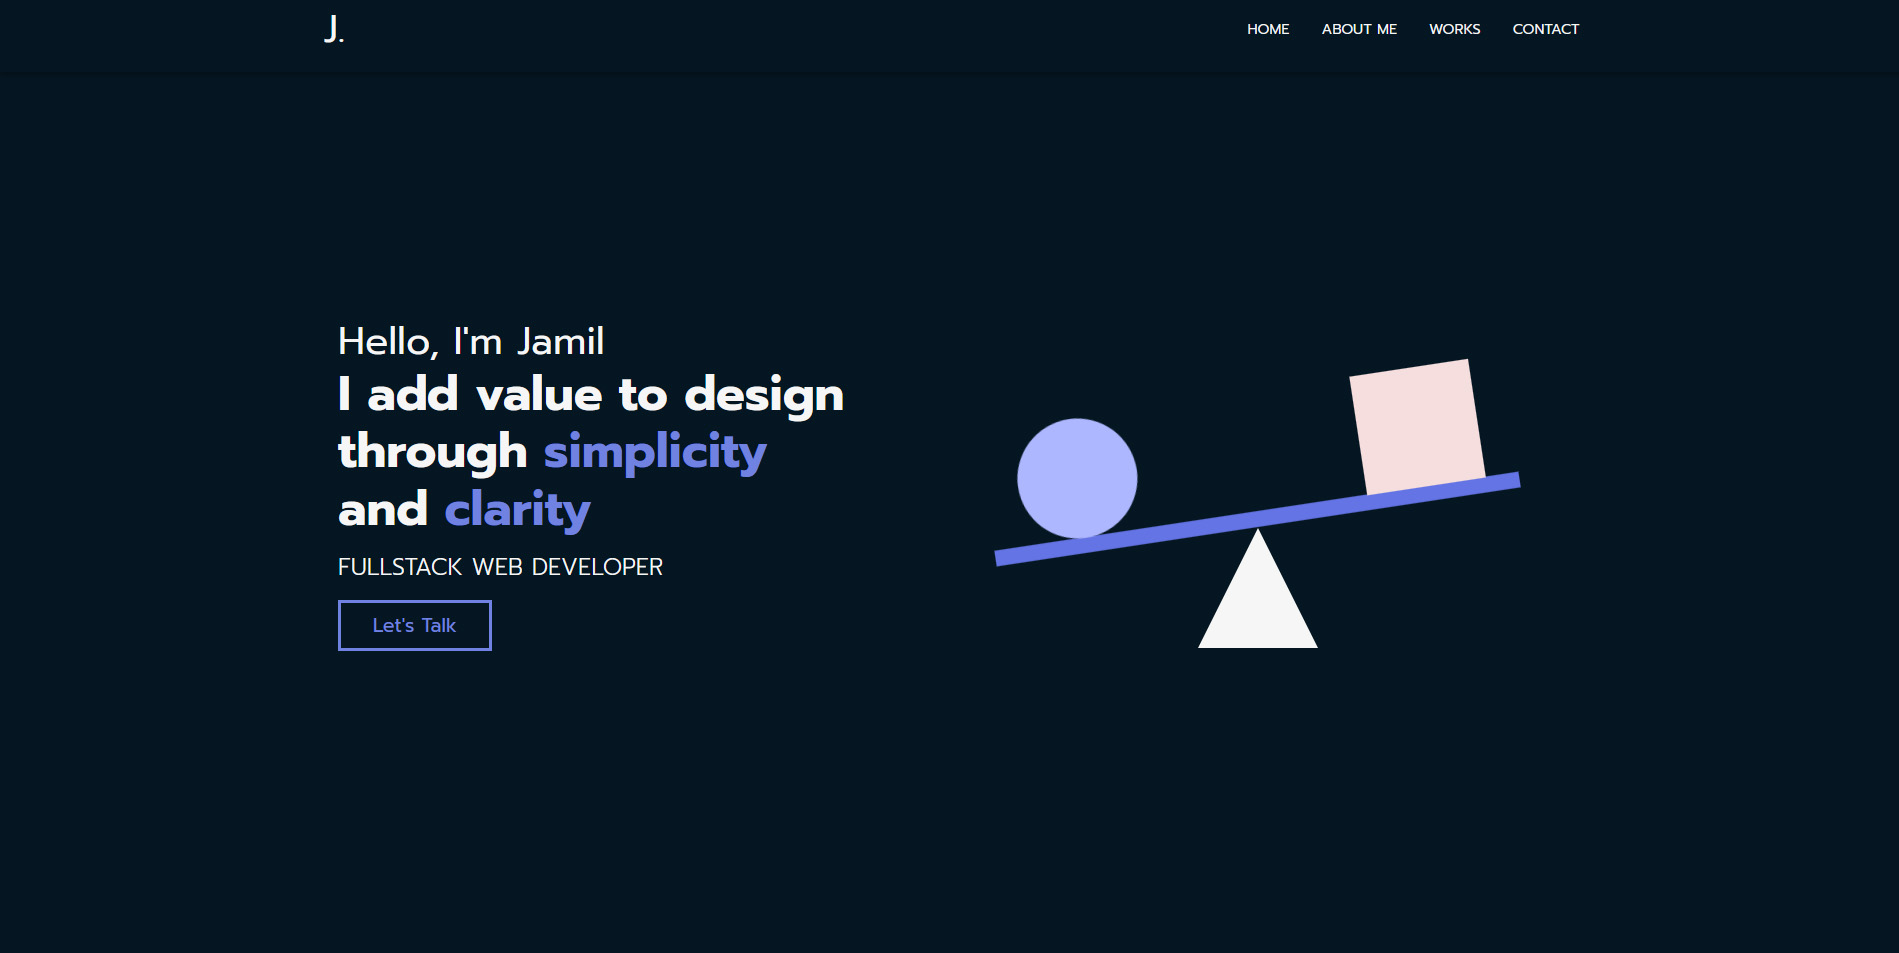 J.
HOME
ABOUT ME
WORKS
CONTACT
Hello, I'm Jamil
I add value to design
through simplicity
and clarity
FULLSTACK WEB DEVELOPER
Let's Talk